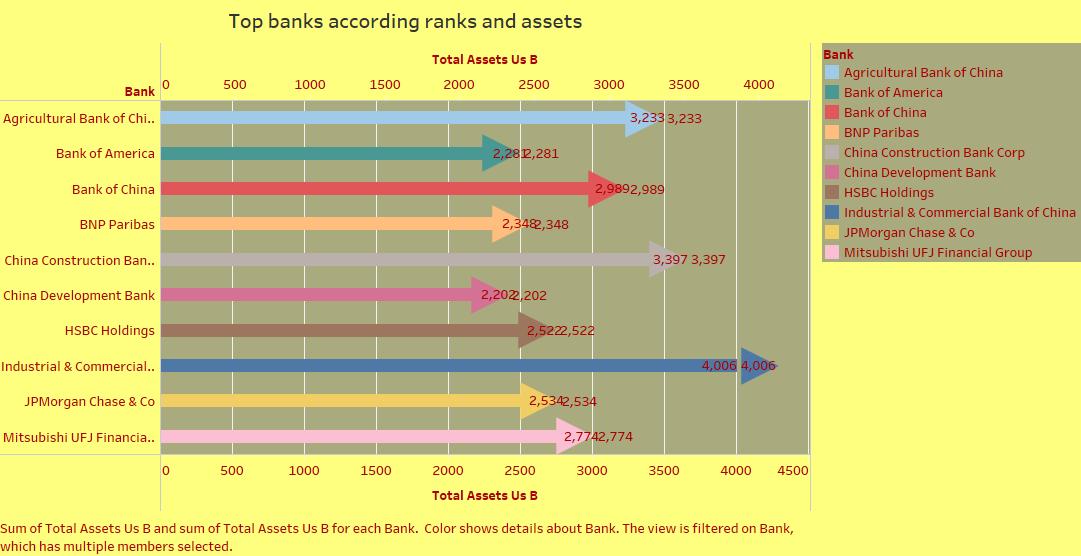 Top banks according ranks and assets
Total Assets Us B
0 500 1000 1500 2000 2500 3000 3500 4000
Bank
Agricultural Bank of Chi.. 3,233 3,233
Bank of America 2,281 2,281
Bank of China 2,989 2,989
BNP Paribas 2,348 2,348
China Construction Ban.. 3,397 3,397
China Development Bank 2,202 2,202
HSBC Holdings 2,522 2,522
Industrial & Commercial.. 4,006 4,006
JPMorgan Chase & Co 2,534 2,534
Mitsubishi UFJ Financia.. 2,774 2,774
0 500 1000 1500 2000 2500 3000 3500 4000 4500
Total Assets Us B
Bank
Agricultural Bank of China
Bank of America
Bank of China
BNP Paribas
China Construction Bank Corp
China Development Bank
HSBC Holdings
Industrial & Commercial Bank of China
JPMorgan Chase & Co
Mitsubishi UFJ Financial Group
Sum of Total Assets Us B and sum of Total Assets Us B for each Bank. Color shows details about Bank. The view is filtered on Bank,
which has multiple members selected.